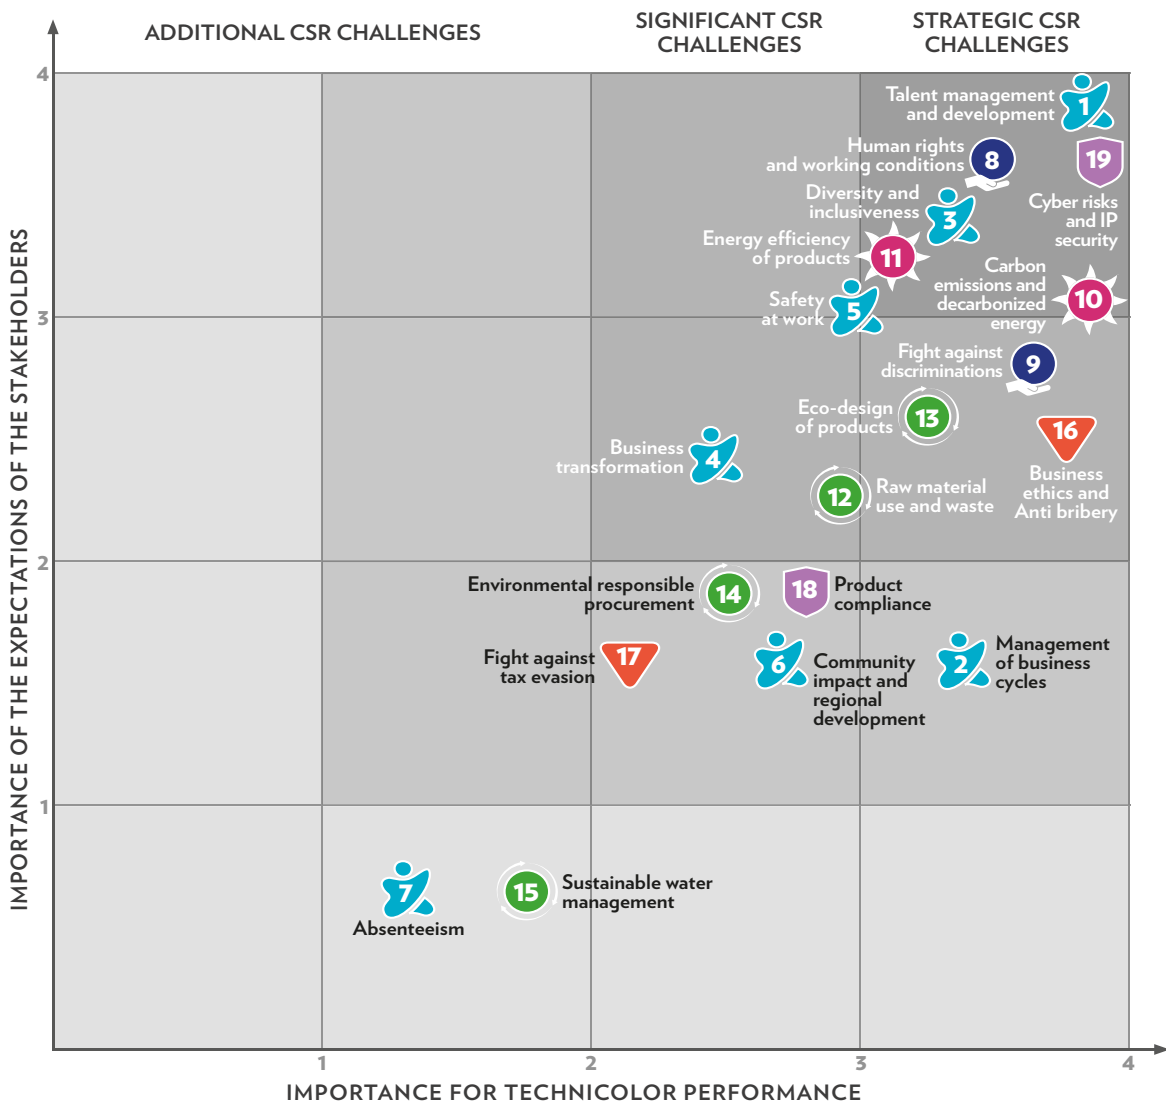 ADDITIONAL CSR CHALLENGES
SIGNIFICANT CSR
CHALLENGES
STRATEGIC CSR
CHALLENGES
IMPORTANCE OF THE EXPECTATIONS OF THE STAKEHOLDERS
4
3
2
1
Talent management
and development
1
Human rights
and working conditions
8
19
Cyber risks
and IP
security
Diversity and
inclusiveness
3
Energy efficiency
of products
11
Carbon
emissions and
decarbonized
energy
10
Safety
at work
5
Fight against
discriminations
9
Eco-design
of products
13
16
Business
ethics and
Anti bribery
Business
transformation
4
12
Raw material
use and waste
Environmental responsible
procurement
14
18
Product
compliance
Fight against
tax evasion
17
6
Community
impact and
regional
development
2
Management
of business
cycles
7
Absenteeism
15
Sustainable water
management
1
2
3
4
IMPORTANCE FOR TECHNICOLOR PERFORMANCE